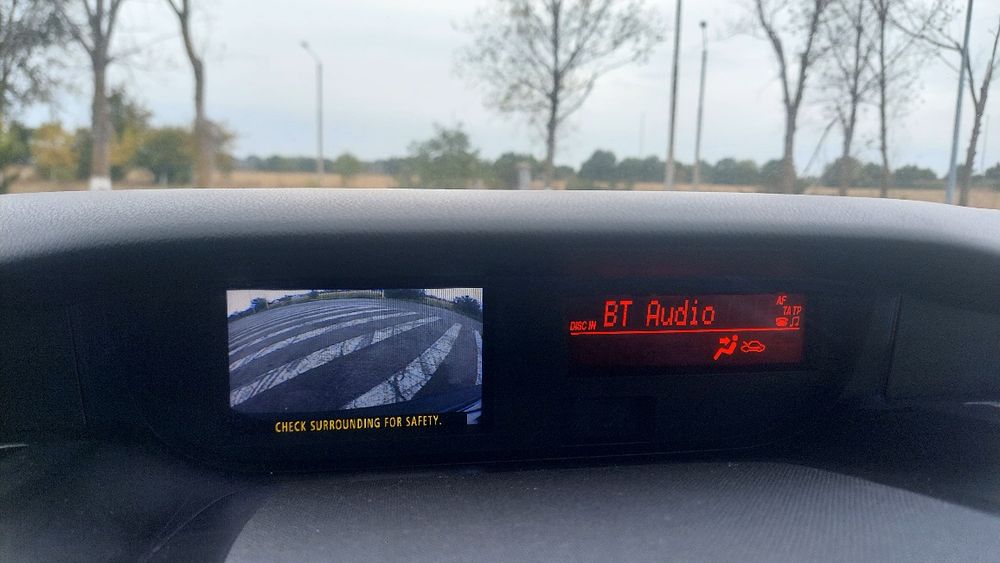 CHECK SURROUNDING FOR SAFETY.
DISC IN
BT Audio
AF
TA TP